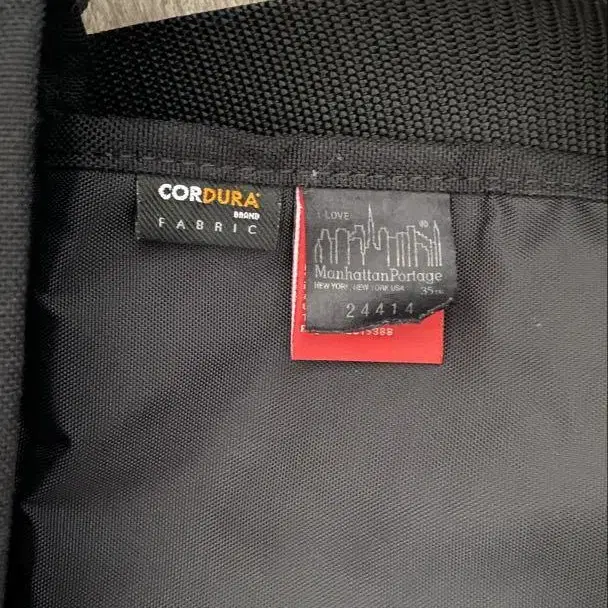 CORDURA
BRAND
FABRIC
I LOVE
ManhattanPortage
NEW YORK, NEW YORK USA
24414